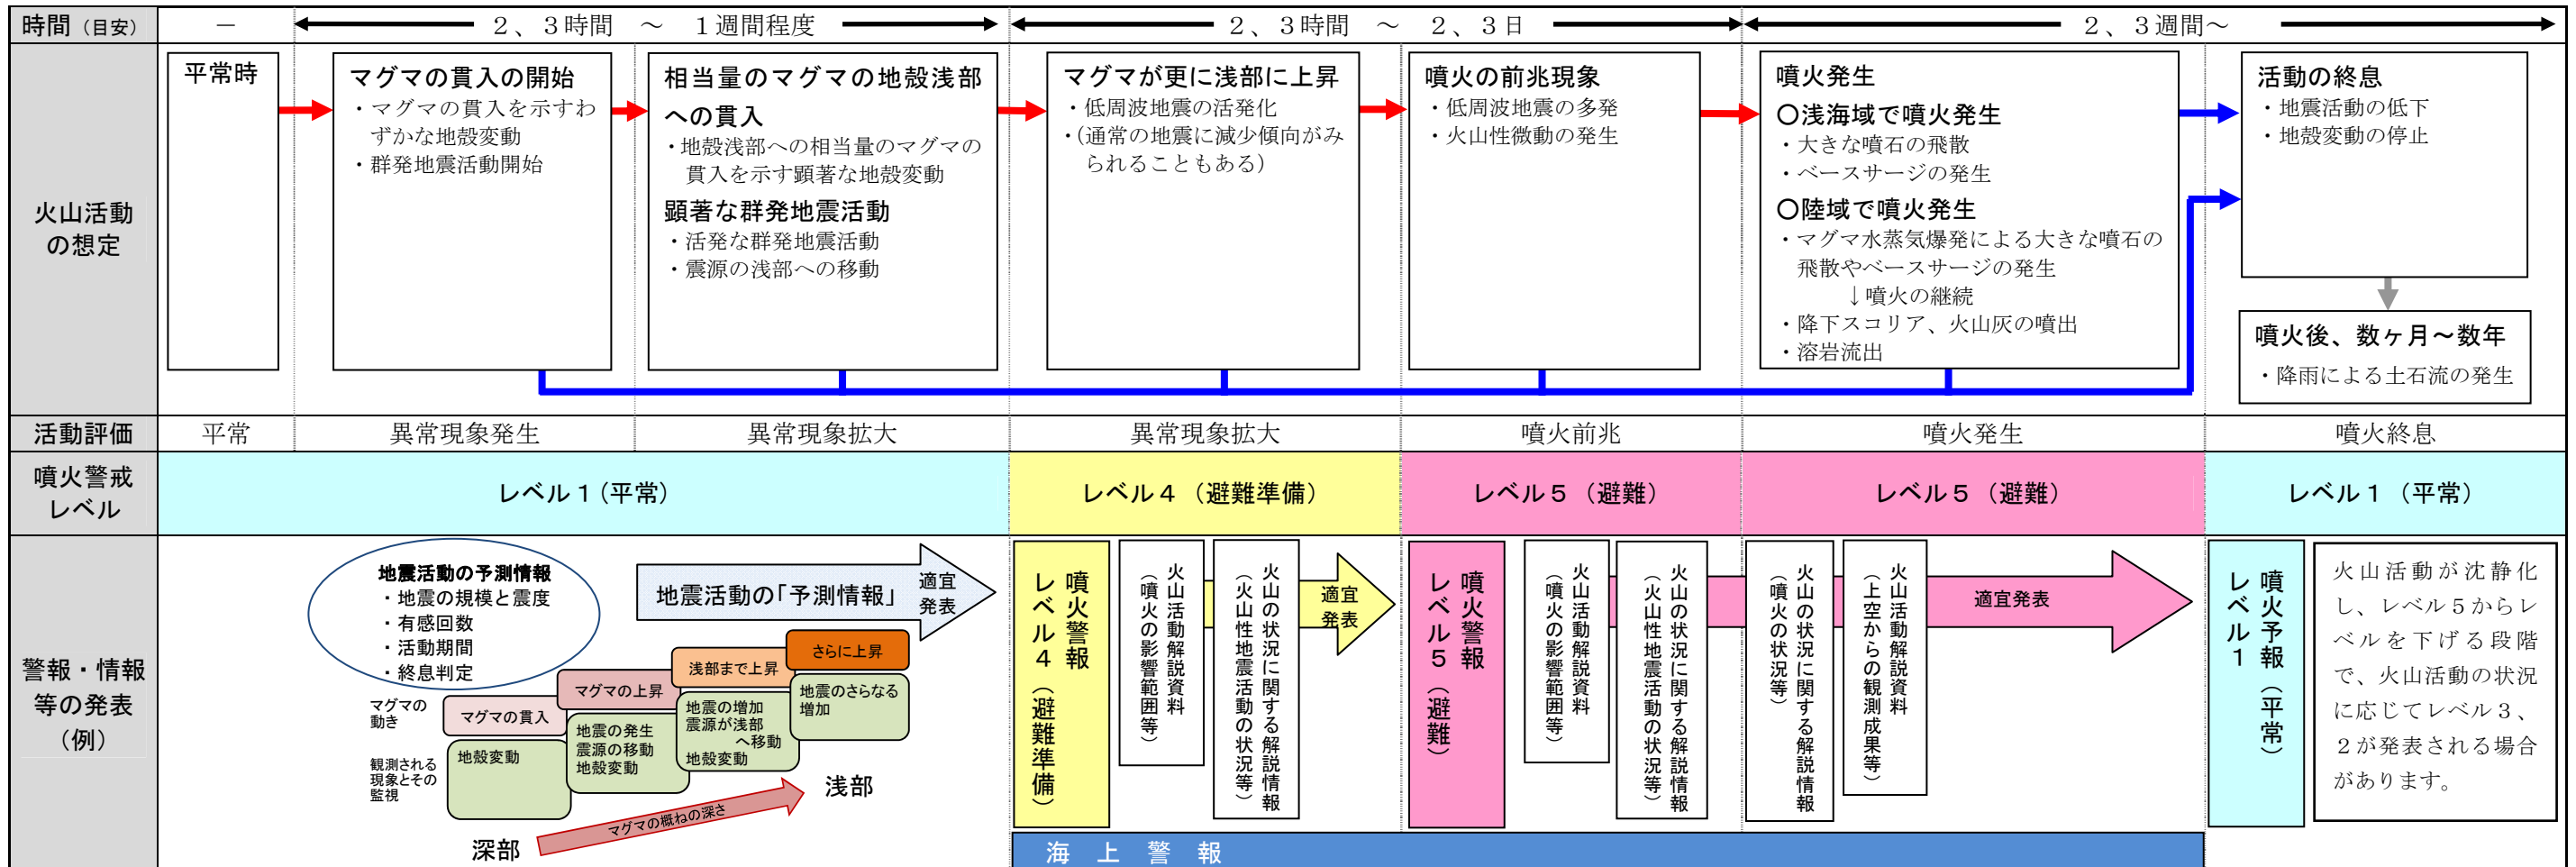 時間（目安）
－
２、３時間　～　１週間程度
２、３時間　～　２、３日
２、３週間～
火山活動
の想定
平常時
マグマの貫入の開始
・マグマの貫入を示すわ
ずかな地殻変動
・群発地震活動開始
相当量のマグマの地殻浅部
への貫入
・地殻浅部への相当量のマグマの
貫入を示す顕著な地殻変動
顕著な群発地震活動
・活発な群発地震活動
・震源の浅部への移動
マグマが更に浅部に上昇
・低周波地震の活発化
・（通常の地震に減少傾向がみ
られることもある）
噴火の前兆現象
・低周波地震の多発
・火山性微動の発生
噴火発生
○浅海域で噴火発生
・大きな噴石の飛散
・ベースサージの発生
○陸域で噴火発生
・マグマ水蒸気爆発による大きな噴石の
飛散やベースサージの発生
↓噴火の継続
・降下スコリア、火山灰の噴出
・溶岩流出
活動の終息
・地震活動の低下
・地殻変動の停止
噴火後、数ヶ月～数年
・降雨による土石流の発生
活動評価
平常
異常現象発生
異常現象拡大
異常現象拡大
噴火前兆
噴火発生
噴火終息
噴火警戒
レベル
レベル１（平常）
レベル４（避難準備）
レベル５（避難）
レベル５（避難）
レベル１（平常）
警報・情報
等の発表
（例）
地震活動の予測情報
・地震の規模と震度
・有感回数
・活動期間
・終息判定
地震活動の「予測情報」
適宜
発表
マグマの
動き
マグマの貫入
マグマの上昇
浅部まで上昇
さらに上昇
観測される
現象とその
監視
地殻変動
地震の発生
震源の移動
地殻変動
地震の増加
震源が浅部
へ移動
地殻変動
地震のさらなる
増加
深部
マグマの概ねの深さ
浅部
噴火警報
レベル４（避難準備）
火山活動解説資料
（噴火の影響範囲等）
火山の状況に関する解説情報
（火山性地震活動の状況等）
適宜
発表
噴火警報
レベル５（避難）
火山活動解説資料
（噴火の影響範囲等）
火山の状況に関する解説情報
（火山性地震活動の状況等）
火山の状況に関する解説情報
（噴火の状況等）
火山活動解説資料
（上空からの観測成果等）
適宜発表
噴火予報
レベル１（平常）
火山活動が沈静化
し、レベル５からレ
ベルを下げる段階
で、火山活動の状況
に応じてレベル３、
２が発表される場合
があります。
海上警報